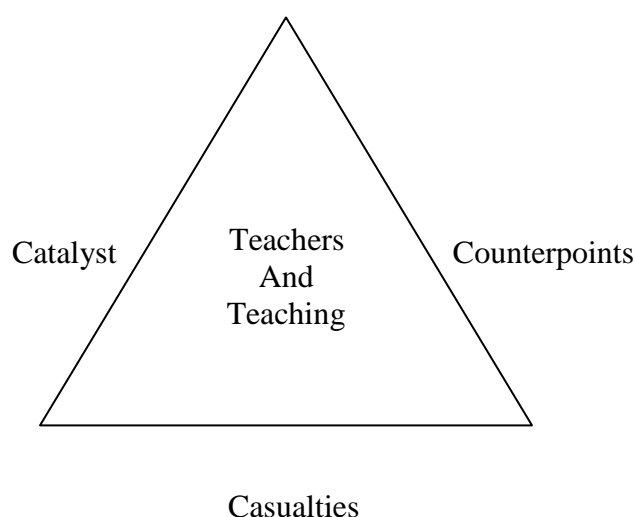 Catalyst
Teachers
And
Teaching
Counterpoints
Casualties